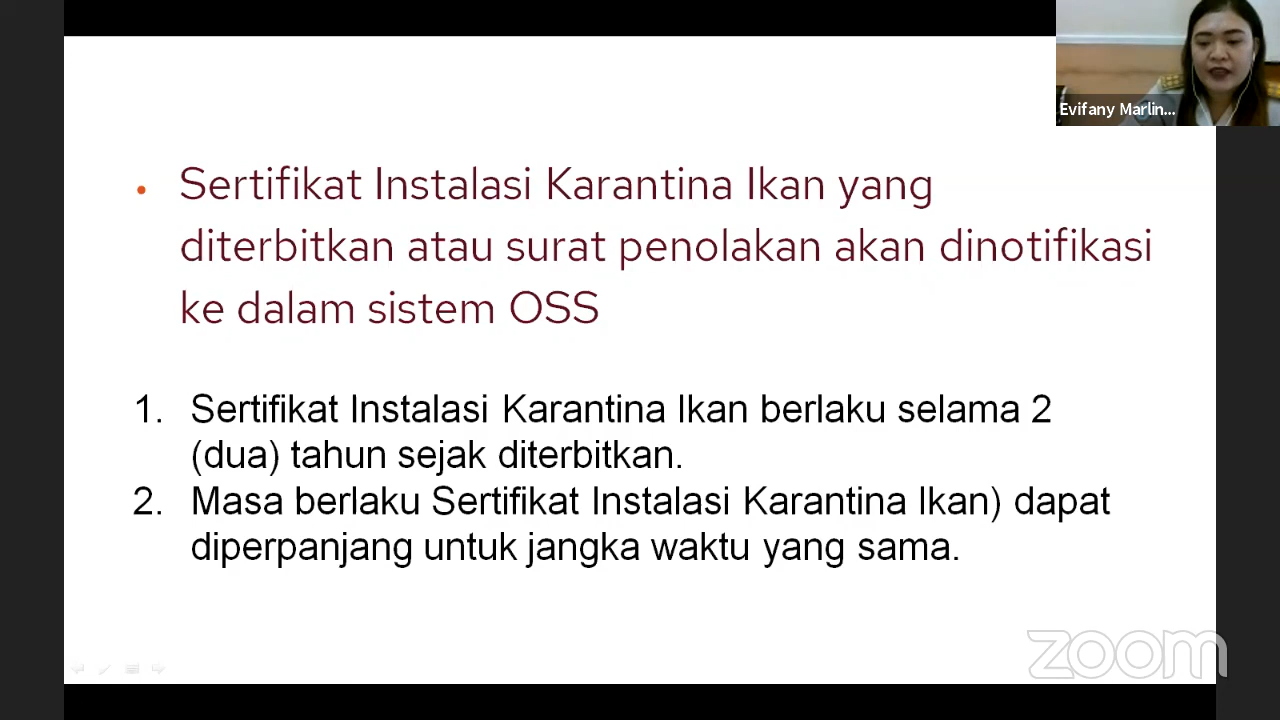 Evifany Marlin...
• Sertifikat Instalasi Karantina Ikan yang
diterbitkan atau surat penolakan akan dinotifikasi
ke dalam sistem OSS
1. Sertifikat Instalasi Karantina Ikan berlaku selama 2
(dua) tahun sejak diterbitkan.
2. Masa berlaku Sertifikat Instalasi Karantina Ikan) dapat
diperpanjang untuk jangka waktu yang sama.
zoom